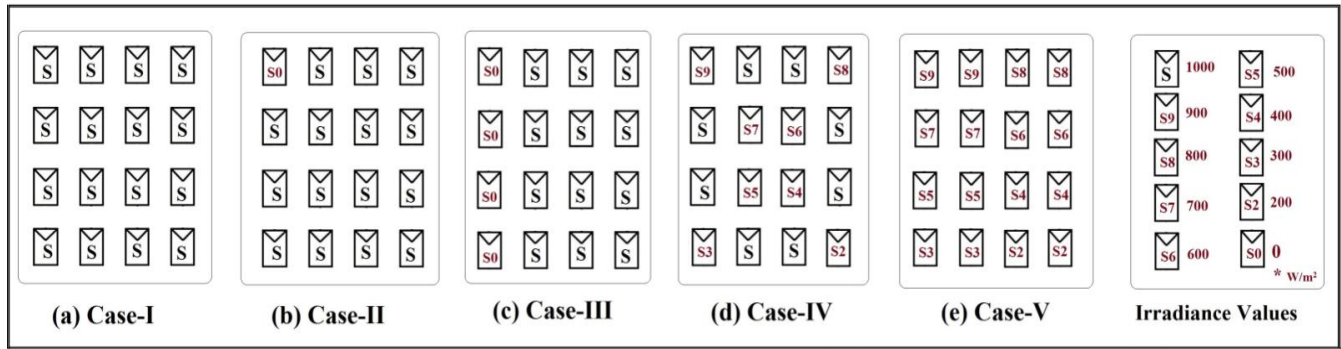 S S S S
S S S S
S S S S
S S S S
(a) Case-I
S0 S S S
S S S S
S S S S
S S S S
(b) Case-II
S0 S S S
S0 S S S
S0 S S S
S0 S S S
(c) Case-III
S9 S S S8
S S7 S6 S
S S5 S4 S
S3 S S S2
(d) Case-IV
S9 S9 S8 S8
S7 S7 S6 S6
S5 S5 S4 S4
S3 S3 S2 S2
(e) Case-V
S 1000 S5 500
S9 900 S4 400
S8 800 S3 300
S7 700 S2 200
S6 600 S0 0
* W/m²
Irradiance Values